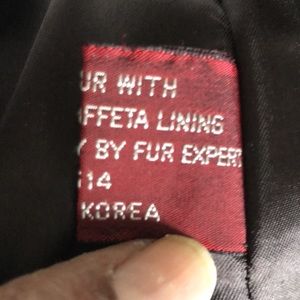 UR WITH
FFETA LINING
Y BY FUR EXPERT
14
KOREA